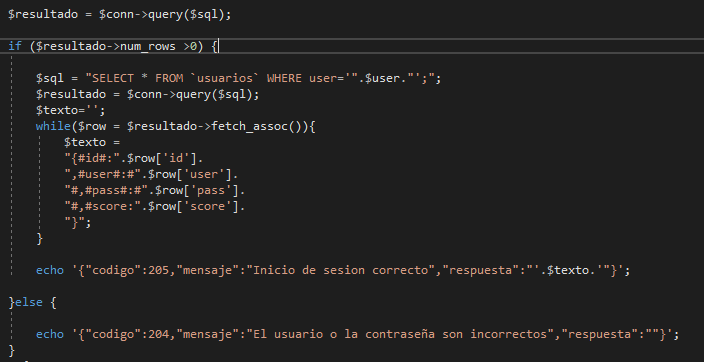 $resultado = $conn->query($sql);
if ($resultado->num_rows >0) {
$sql = "SELECT * FROM `usuarios` WHERE user='".$user."';";
$resultado = $conn->query($sql);
$texto='';
while($row = $resultado->fetch_assoc()){
$texto =
"{#id#:".$row['id'].
",#user#:#".$row['user'].
"#,#pass#:#".$row['pass'].
"#,#score:".$row['score'].
"}";
}
echo '{"codigo":205,"mensaje":"Inicio de sesion correcto","respuesta":"'.$texto.'"}';
}else {
echo '{"codigo":204,"mensaje":"El usuario o la contraseña son incorrectos","respuesta":""}';
}